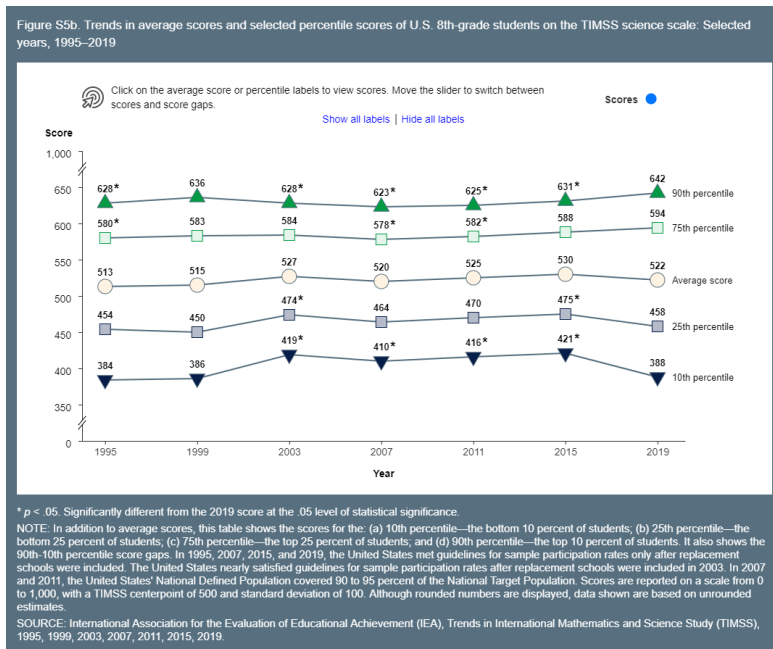 Figure S5b. Trends in average scores and selected percentile scores of U.S. 8th-grade students on the TIMSS science scale: Selected
years, 1995–2019
Click on the average score or percentile labels to view scores. Move the slider to switch between
scores and score gaps.
Scores
Show all labels | Hide all labels
Score
1,000
650
600
550
500
450
400
350
0
628* 636 628* 623* 625* 631* 642
90th percentile
580* 583 584 578* 582* 588 594
75th percentile
513 515 527 520 525 530 522
Average score
454 450 474* 464 470 475* 458
25th percentile
384 386 419* 410* 416* 421* 388
10th percentile
1995 1999 2003 2007 2011 2015 2019
Year
* p < .05. Significantly different from the 2019 score at the .05 level of statistical significance.
NOTE: In addition to average scores, this table shows the scores for the: (a) 10th percentile—the bottom 10 percent of students; (b) 25th percentile—the
bottom 25 percent of students; (c) 75th percentile—the top 25 percent of students; and (d) 90th percentile—the top 10 percent of students. It also shows the
90th-10th percentile score gaps. In 1995, 2007, 2015, and 2019, the United States met guidelines for sample participation rates only after replacement
schools were included. The United States nearly satisfied guidelines for sample participation rates after replacement schools were included in 2003. In 2007
and 2011, the United States' National Defined Population covered 90 to 95 percent of the National Target Population. Scores are reported on a scale from 0
to 1,000, with a TIMSS centerpoint of 500 and standard deviation of 100. Although rounded numbers are displayed, data shown are based on unrounded
estimates.
SOURCE: International Association for the Evaluation of Educational Achievement (IEA), Trends in International Mathematics and Science Study (TIMSS),
1995, 1999, 2003, 2007, 2011, 2015, 2019.